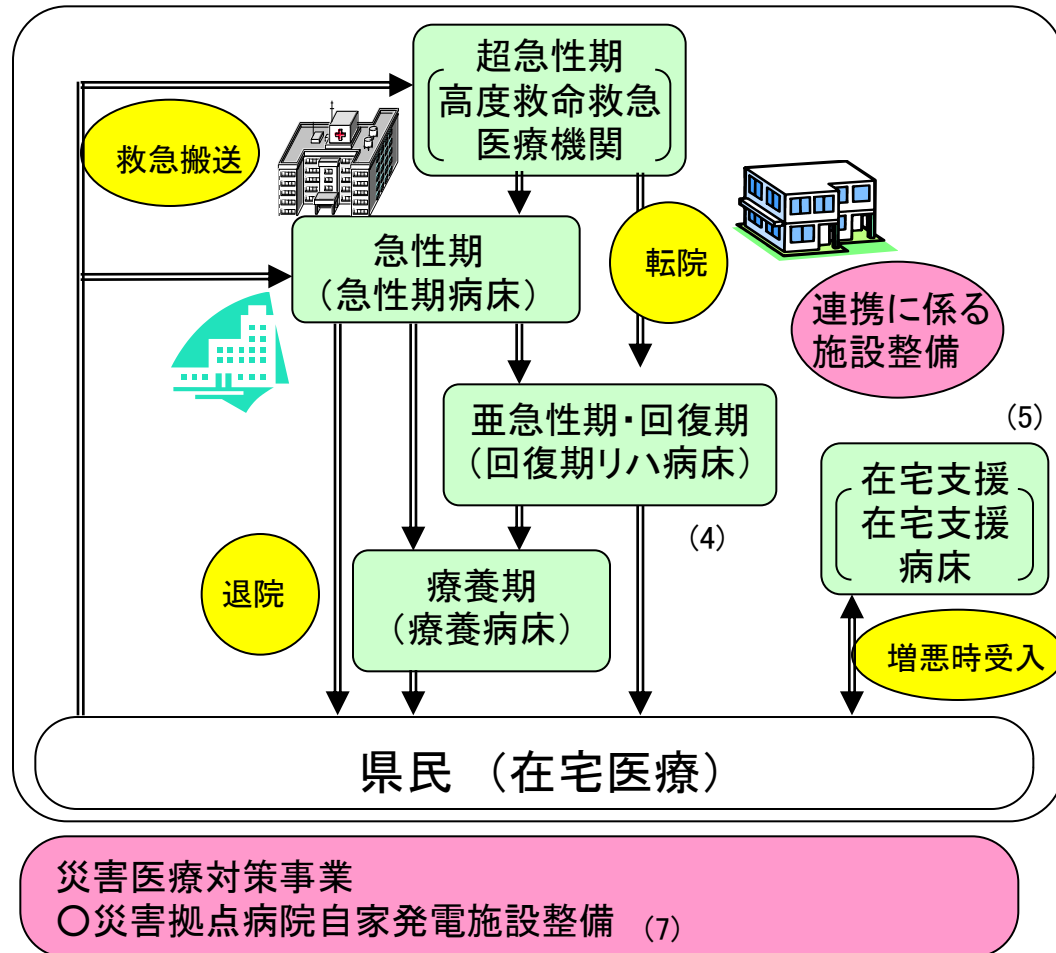 超急性期
高度救命救急
医療機関
救急搬送
急性期
(急性期病床)
転院
連携に係る
施設整備
亜急性期・回復期
(回復期リハ病床)
(5)
在宅支援
在宅支援
病床
(4)
退院
療養期
(療養病床)
増悪時受入
県民 (在宅医療)
災害医療対策事業
○災害拠点病院自家発電施設整備 (7)